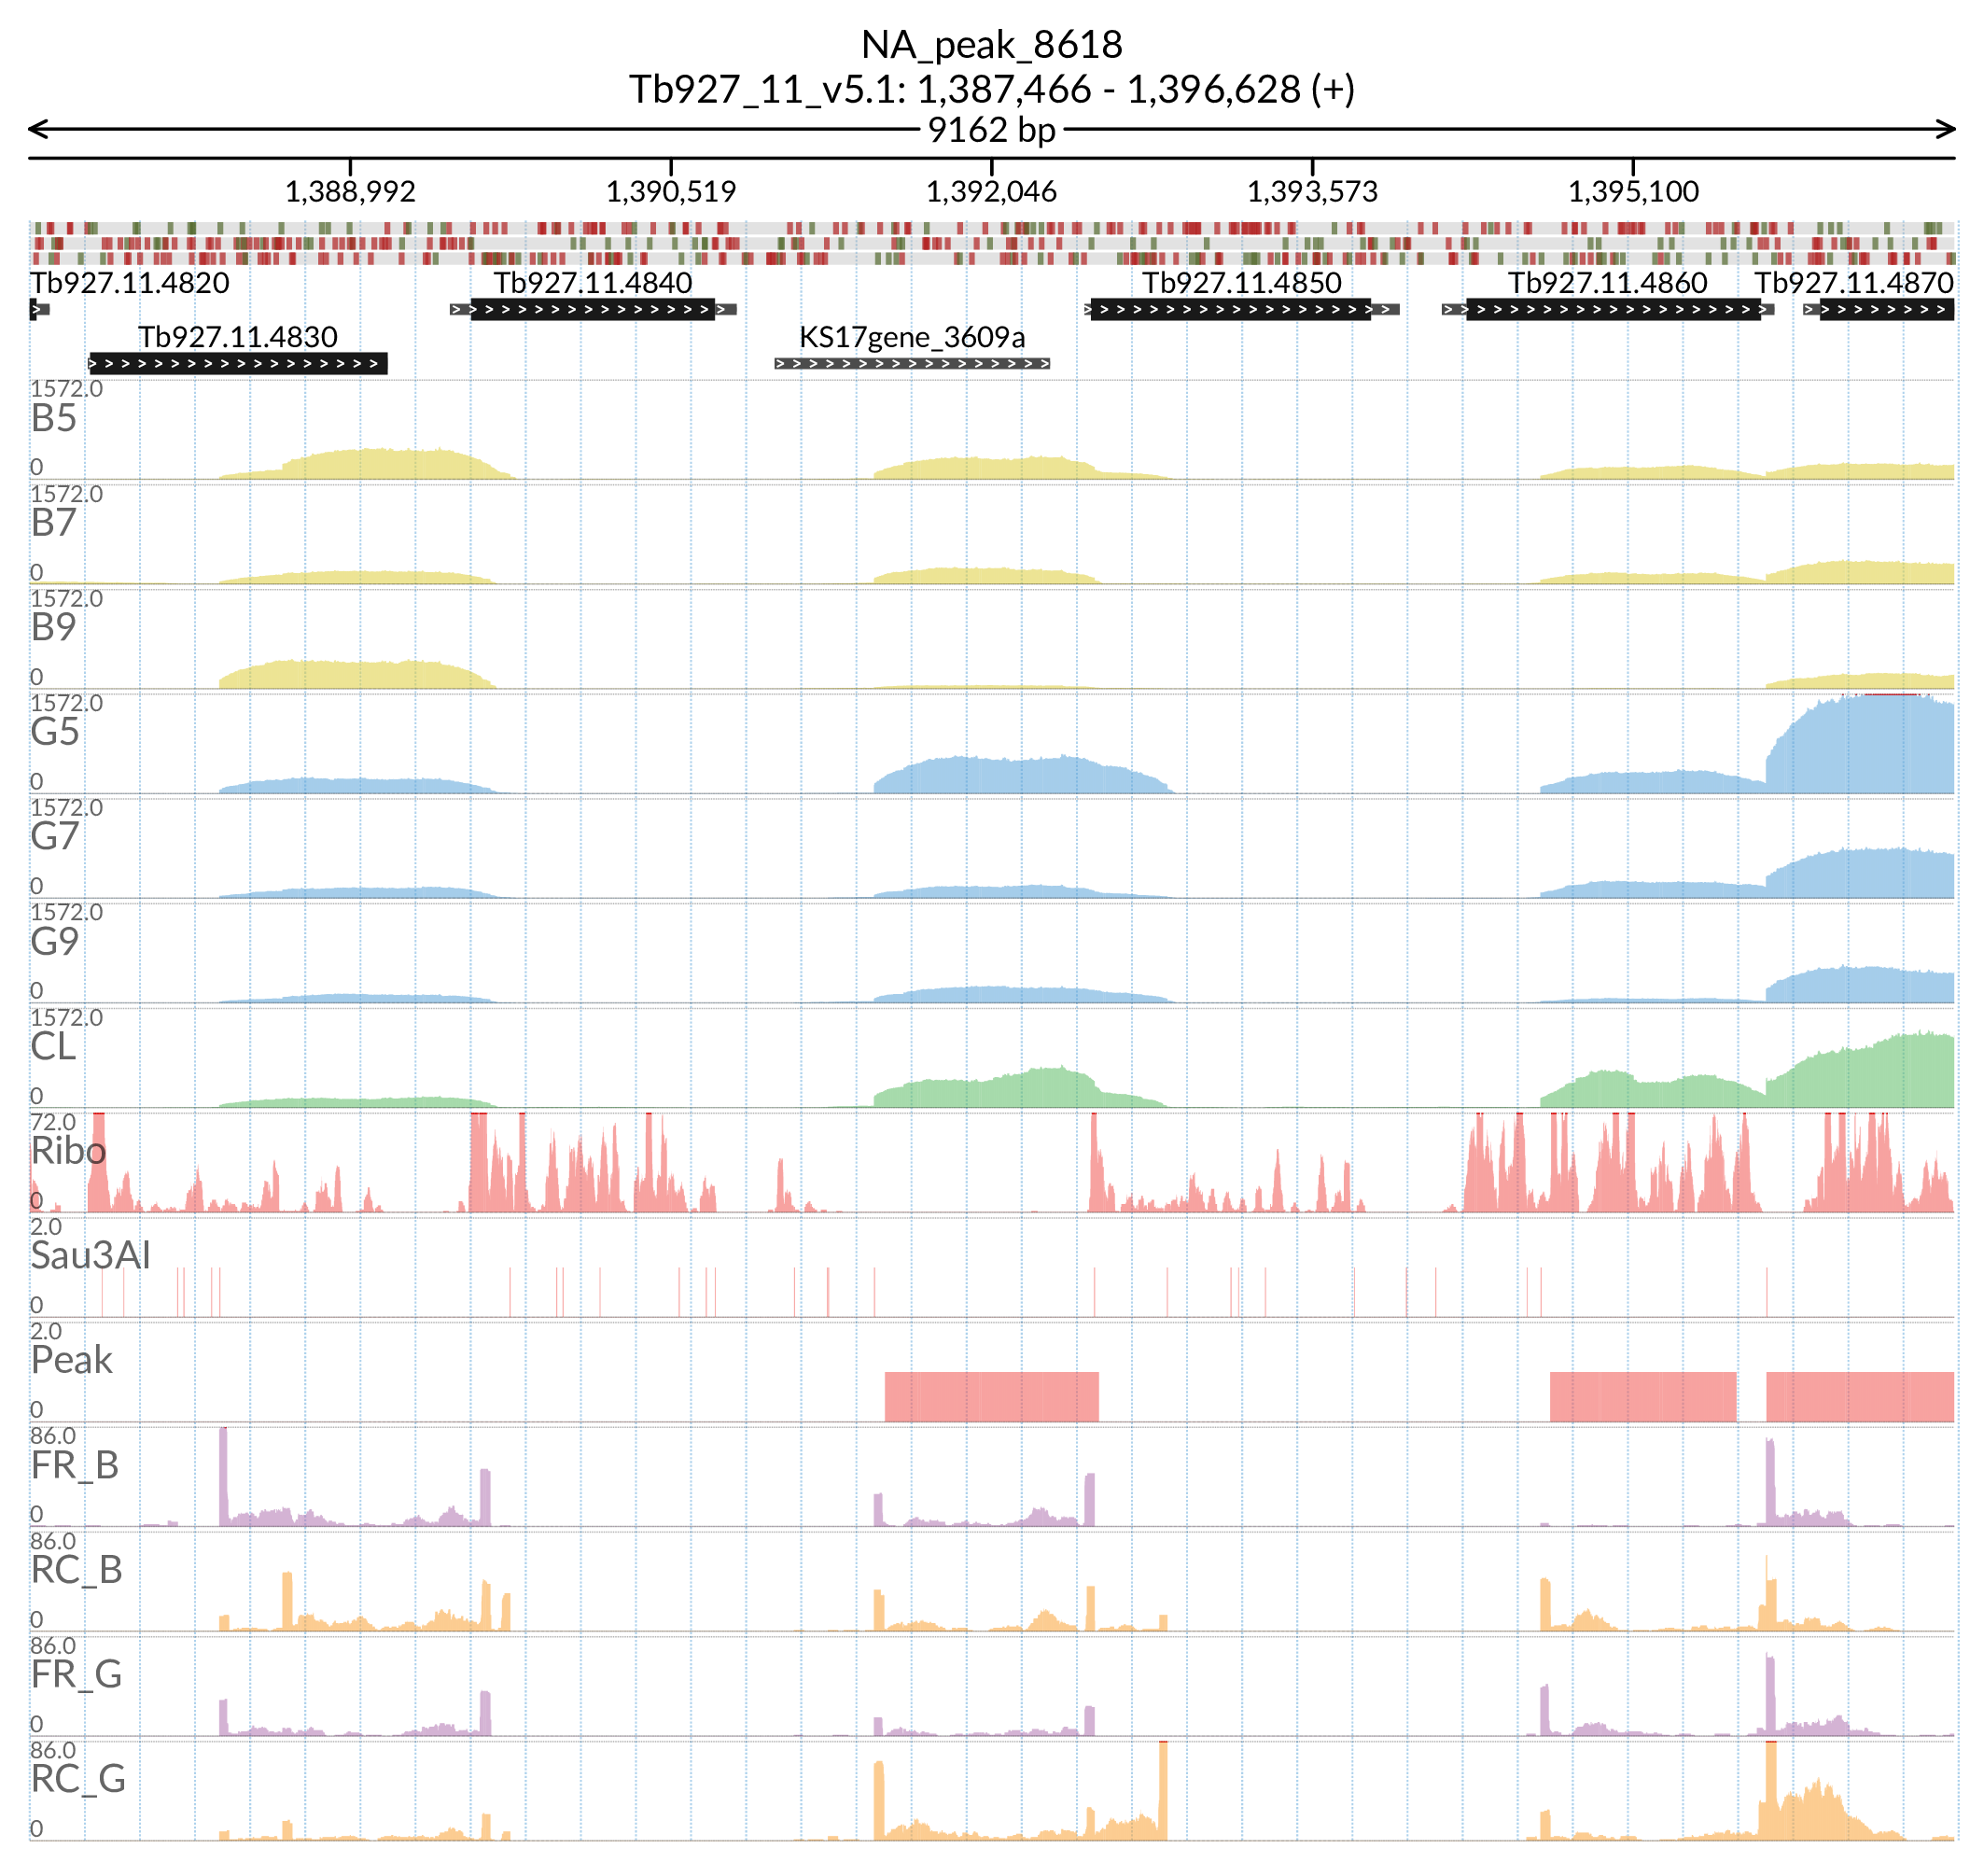 NA_peak_8618
Tb927_11_v5.1: 1,387,466 - 1,396,628 (+)
9162 bp
1,388,992 1,390,519 1,392,046 1,393,573 1,395,100
Tb927.11.4820 Tb927.11.4840 Tb927.11.4850 Tb927.11.4860 Tb927.11.4870
Tb927.11.4830 KS17gene_3609a
1572.0
B5
0
1572.0
B7
0
1572.0
B9
0
1572.0
G5
0
1572.0
G7
0
1572.0
G9
0
1572.0
CL
0
72.0
Ribo
0
2.0
Sau3AI
0
2.0
Peak
0
86.0
FR_B
0
86.0
RC_B
0
86.0
FR_G
0
86.0
RC_G
0